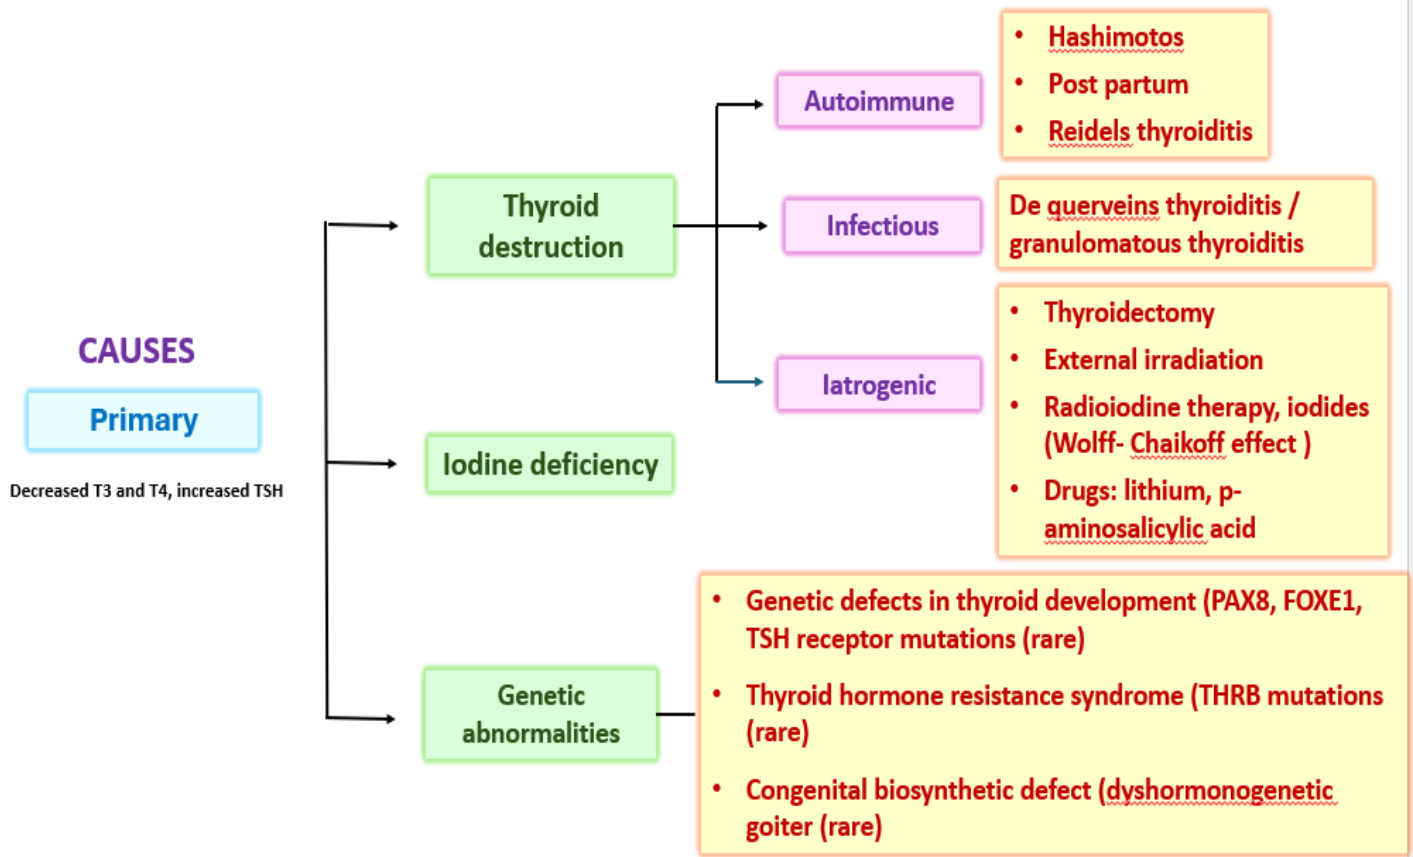 CAUSES
Primary
Decreased T3 and T4, increased TSH
Thyroid
destruction
Iodine deficiency
Genetic
abnormalities
Autoimmune
Infectious
Iatrogenic
• Hashimotos
• Post partum
• Reidels thyroiditis
De querveins thyroiditis /
granulomatous thyroiditis
• Thyroidectomy
• External irradiation
• Radioiodine therapy, iodides
(Wolff- Chaikoff effect )
• Drugs: lithium, p-
aminosalicylic acid
• Genetic defects in thyroid development (PAX8, FOXE1,
TSH receptor mutations (rare)
• Thyroid hormone resistance syndrome (THRB mutations
(rare)
• Congenital biosynthetic defect (dyshormonogenetic
goiter (rare)